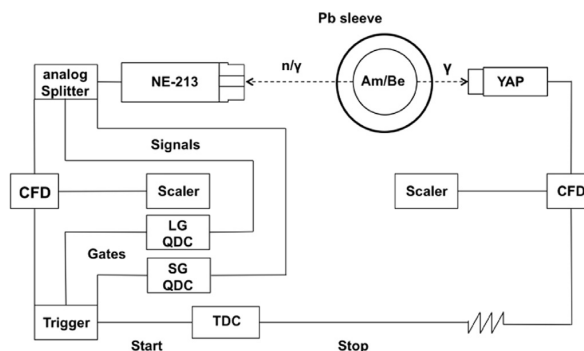 Pb sleeve
analog
Splitter
NE-213
n/γ
Am/Be
γ
YAP
Signals
CFD
Scaler
Scaler
CFD
LG
QDC
Gates
SG
QDC
Trigger
TDC
Start
Stop